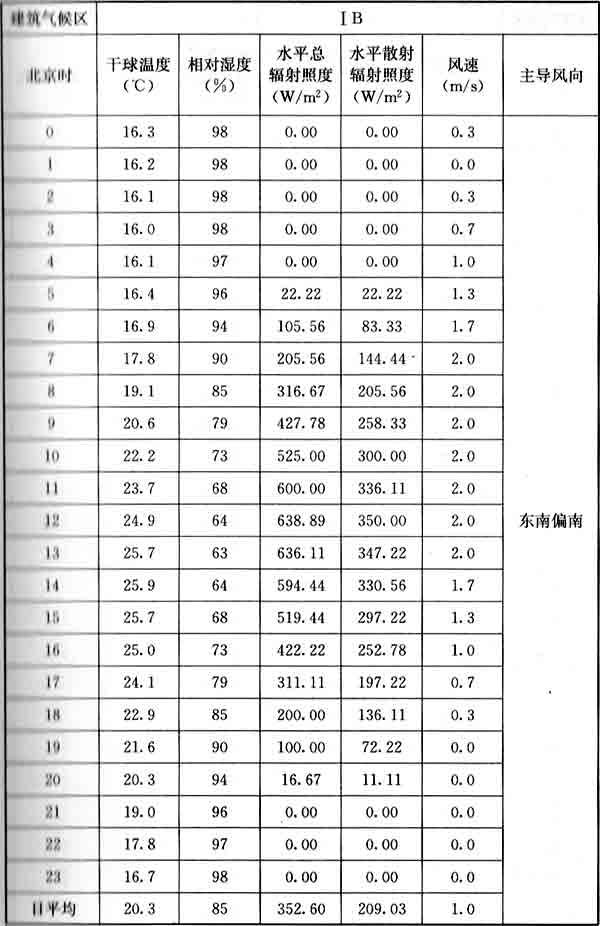 建筑气候区 ⅠB
北京时 干球温度(℃) 相对湿度(%) 水平总辐射照度(W/m²) 水平散射辐射照度(W/m²) 风速(m/s) 主导风向
0 16.3 98 0.00 0.00 0.3
1 16.2 98 0.00 0.00 0.0
2 16.1 98 0.00 0.00 0.3
3 16.0 98 0.00 0.00 0.7
4 16.1 97 0.00 0.00 1.0
5 16.4 96 22.22 22.22 1.3
6 16.9 94 105.56 83.33 1.7
7 17.8 90 205.56 144.44 2.0
8 19.1 85 316.67 205.56 2.0
9 20.6 79 427.78 258.33 2.0
10 22.2 73 525.00 300.00 2.0
11 23.7 68 600.00 336.11 2.0
12 24.9 64 638.89 350.00 2.0 东南偏南
13 25.7 63 636.11 347.22 2.0
14 25.9 64 594.44 330.56 1.7
15 25.7 68 519.44 297.22 1.3
16 25.0 73 422.22 252.78 1.0
17 24.1 79 311.11 197.22 0.7
18 22.9 85 200.00 136.11 0.3
19 21.6 90 100.00 72.22 0.0
20 20.3 94 16.67 11.11 0.0
21 19.0 96 0.00 0.00 0.0
22 17.8 97 0.00 0.00 0.0
23 16.7 98 0.00 0.00 0.0
日平均 20.3 85 352.60 209.03 1.0